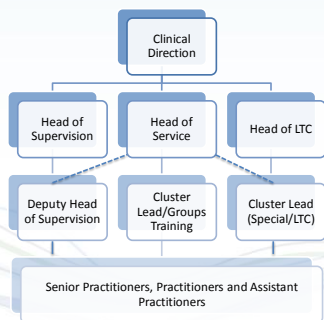 Clinical
Direction
Head of
Supervision
Head of
Service
Head of LTC
Deputy Head
of Supervision
Cluster
Lead/Groups
Training
Cluster Lead
(Special/LTC)
Senior Practitioners, Practitioners and Assistant
Practitioners